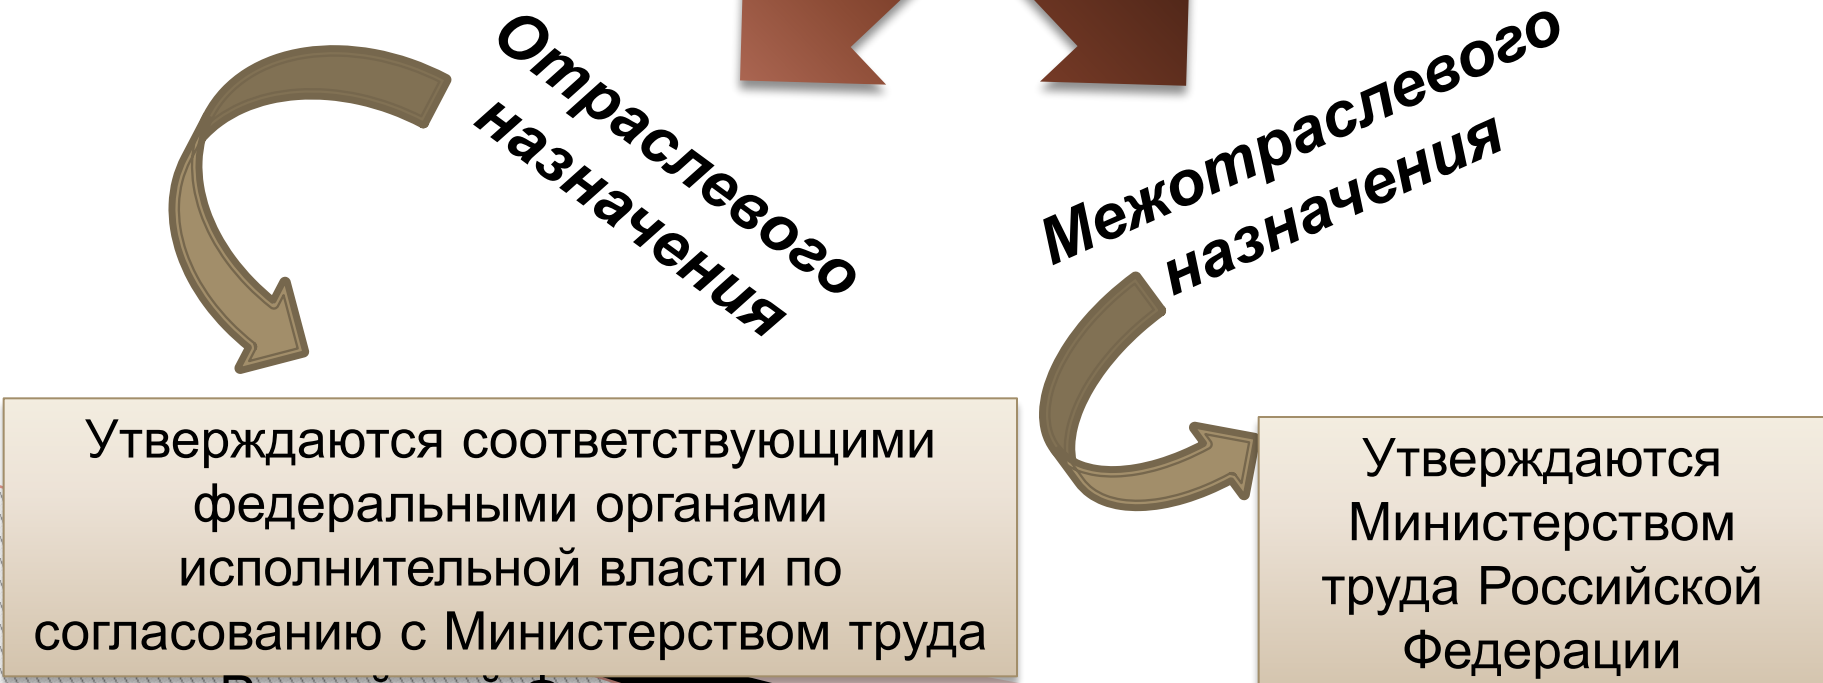 Отраслевого
назначения
Межотраслевого
назначения
Утверждаются соответствующими
федеральными органами
исполнительной власти по
согласованию с Министерством труда
Утверждаются
Министерством
труда Российской
Федерации